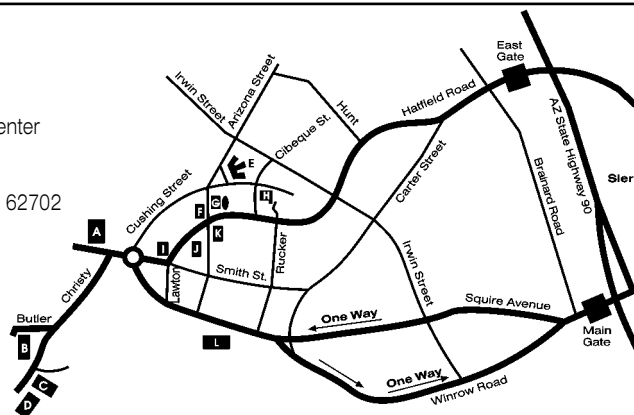 East
Gate
Irwin Street
Arizona Street
Hunt
Hatfield Road
AZ State Highway 90
enter
Cibeque St.
E
Carter Street
Brainard Road
Sier
62702
Cushing Street
H
G
F
A
K
I
J
Rucker
Irwin Street
Christy
Lawton
Smith St.
Squire Avenue
Butler
One Way
Main
Gate
B
L
C
One Way
D
Winrow Road